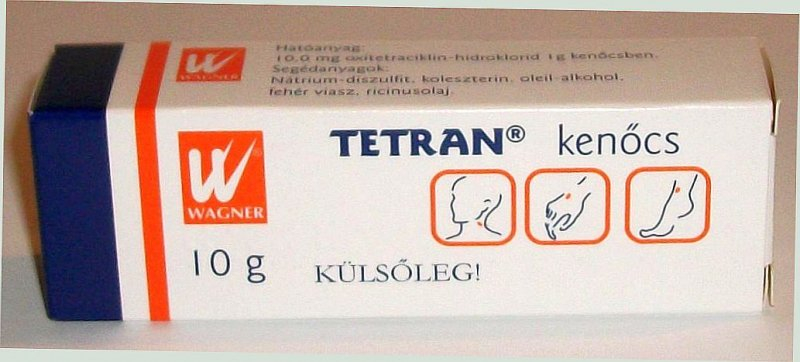 Hatóanyag:
10,0 mg oxitetraciklin-hidroklorid 1g kenőcsben.
Segédanyagok:
Nátrium-diszulfit, koleszterin, oleil-alkohol,
fehér viasz, ricinusolaj.
W
WAGNER
W®
WAGNER
TETRAN® kenőcs
10 g
KÜLSŐLEG!